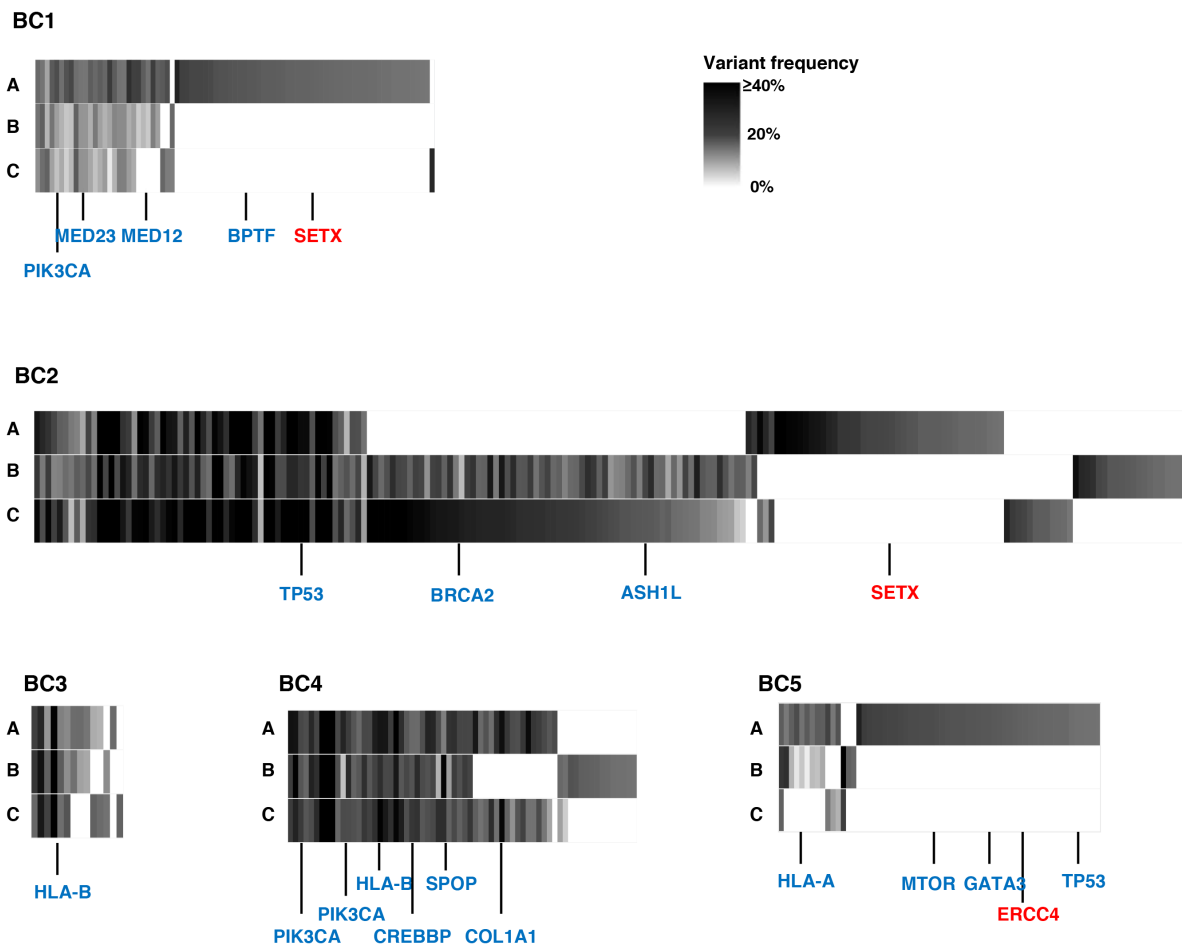 BC1
Variant frequency
A
≥40%
B
20%
C
0%
MED23 MED12 BPTF SETX
PIK3CA
BC2
A
B
C
TP53 BRCA2 ASH1L SETX
BC3 BC4 BC5
A A A
B B B
C C C
HLA-B HLA-B SPOP HLA-A MTOR GATA3 TP53
PIK3CA ERCC4
PIK3CA CREBBP COL1A1